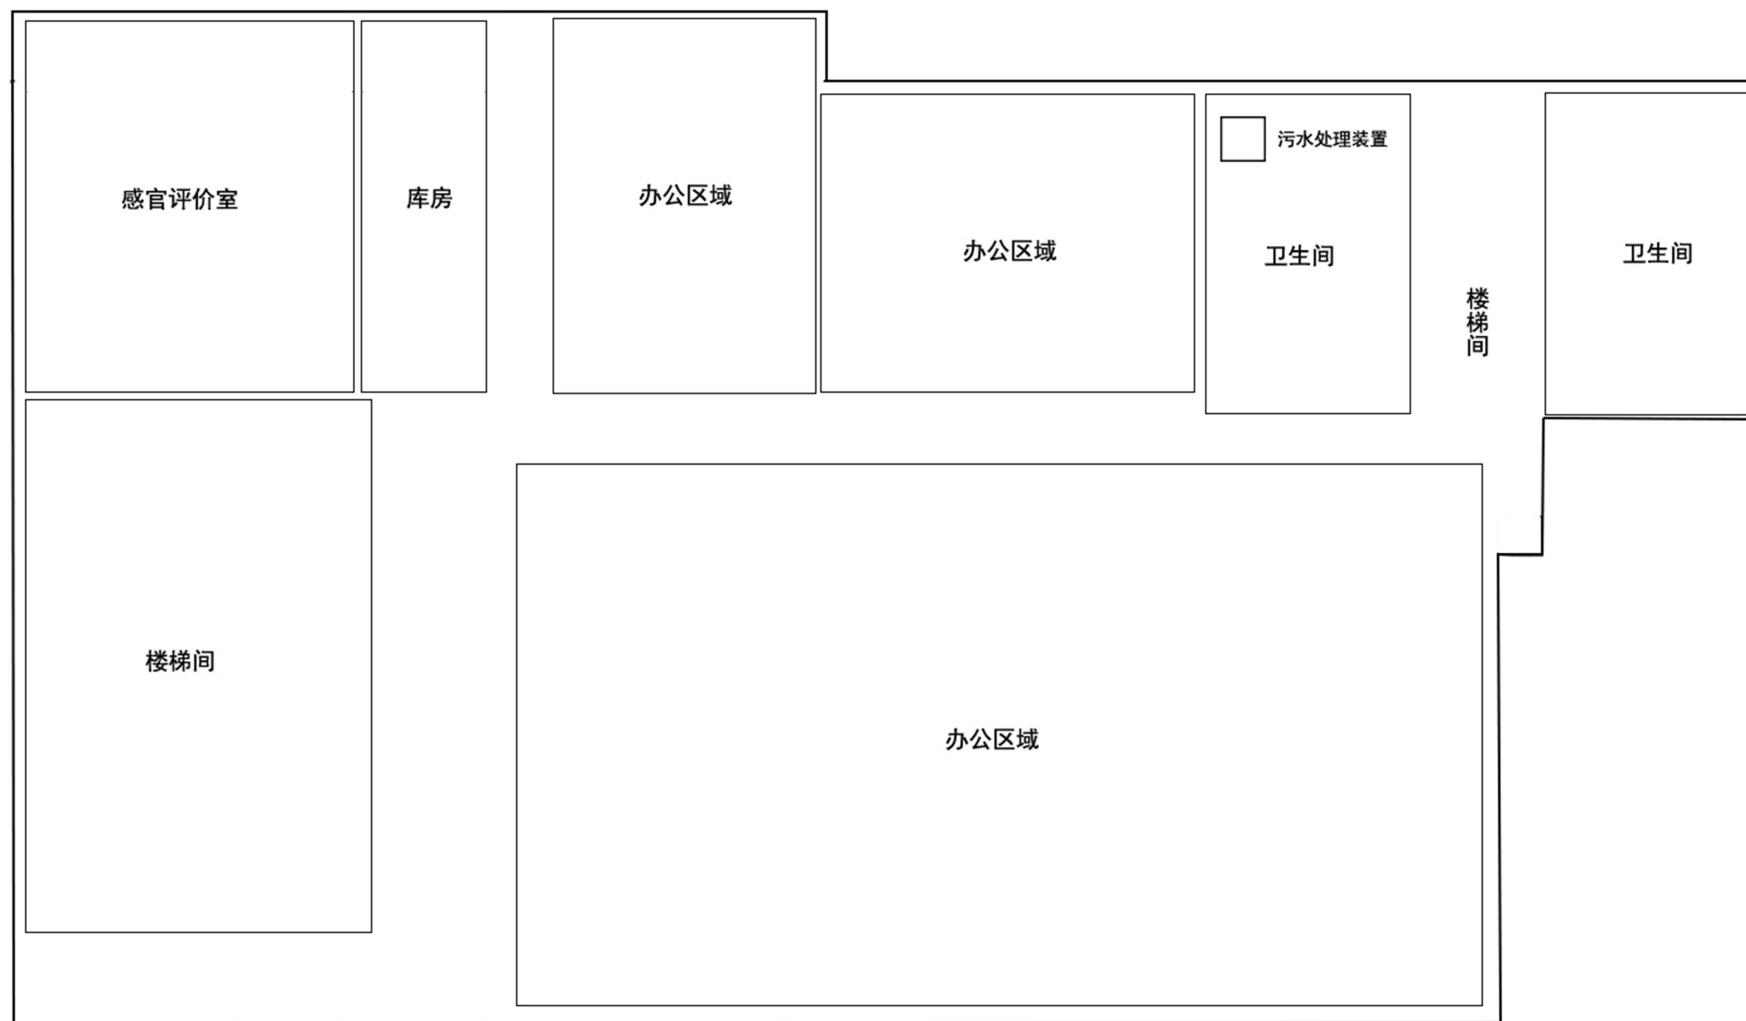 感官评价室
库房
办公区域
办公区域
污水处理装置
卫生间
楼梯间
卫生间
楼梯间
办公区域